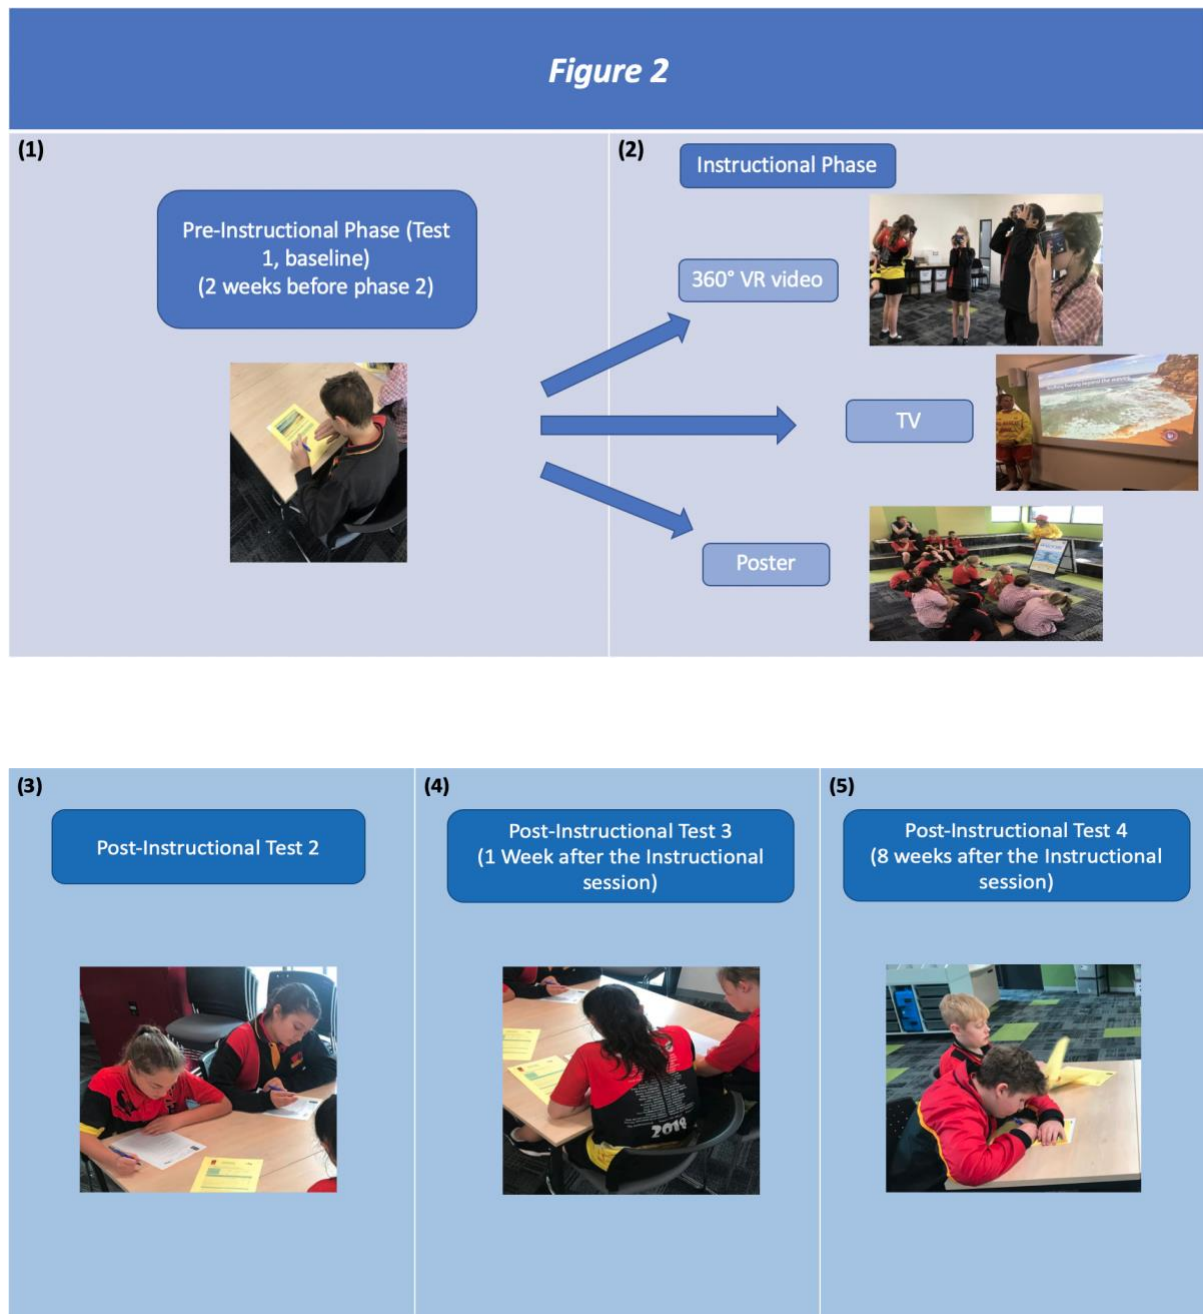 Figure 2
(1)
Pre-Instructional Phase (Test
1, baseline)
(2 weeks before phase 2)
(2)
Instructional Phase
360° VR video
TV
Poster
(3)
Post-Instructional Test 2
(4)
Post-Instructional Test 3
(1 Week after the Instructional
session)
2018
(5)
Post-Instructional Test 4
(8 weeks after the Instructional
session)